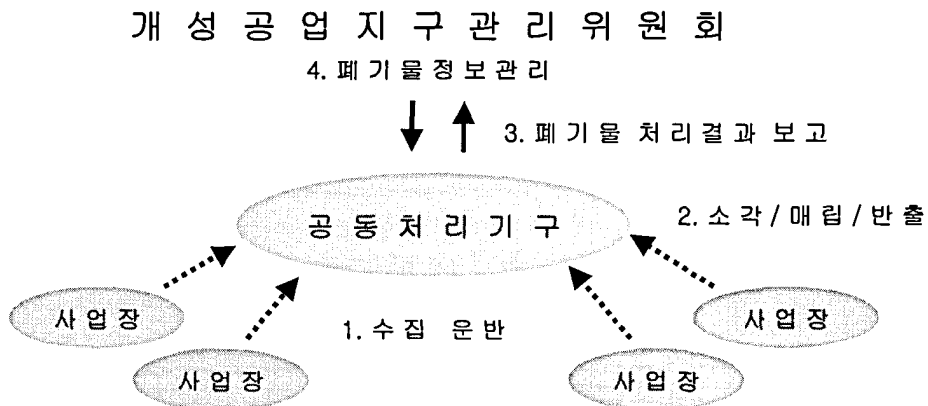 개성공업지구관리위원회
4. 폐기물정보관리
3. 폐기물 처리결과 보고
2. 소각/매립/반출
공동처리기구
사업장
사업장
1. 수집 운반
사업장
사업장